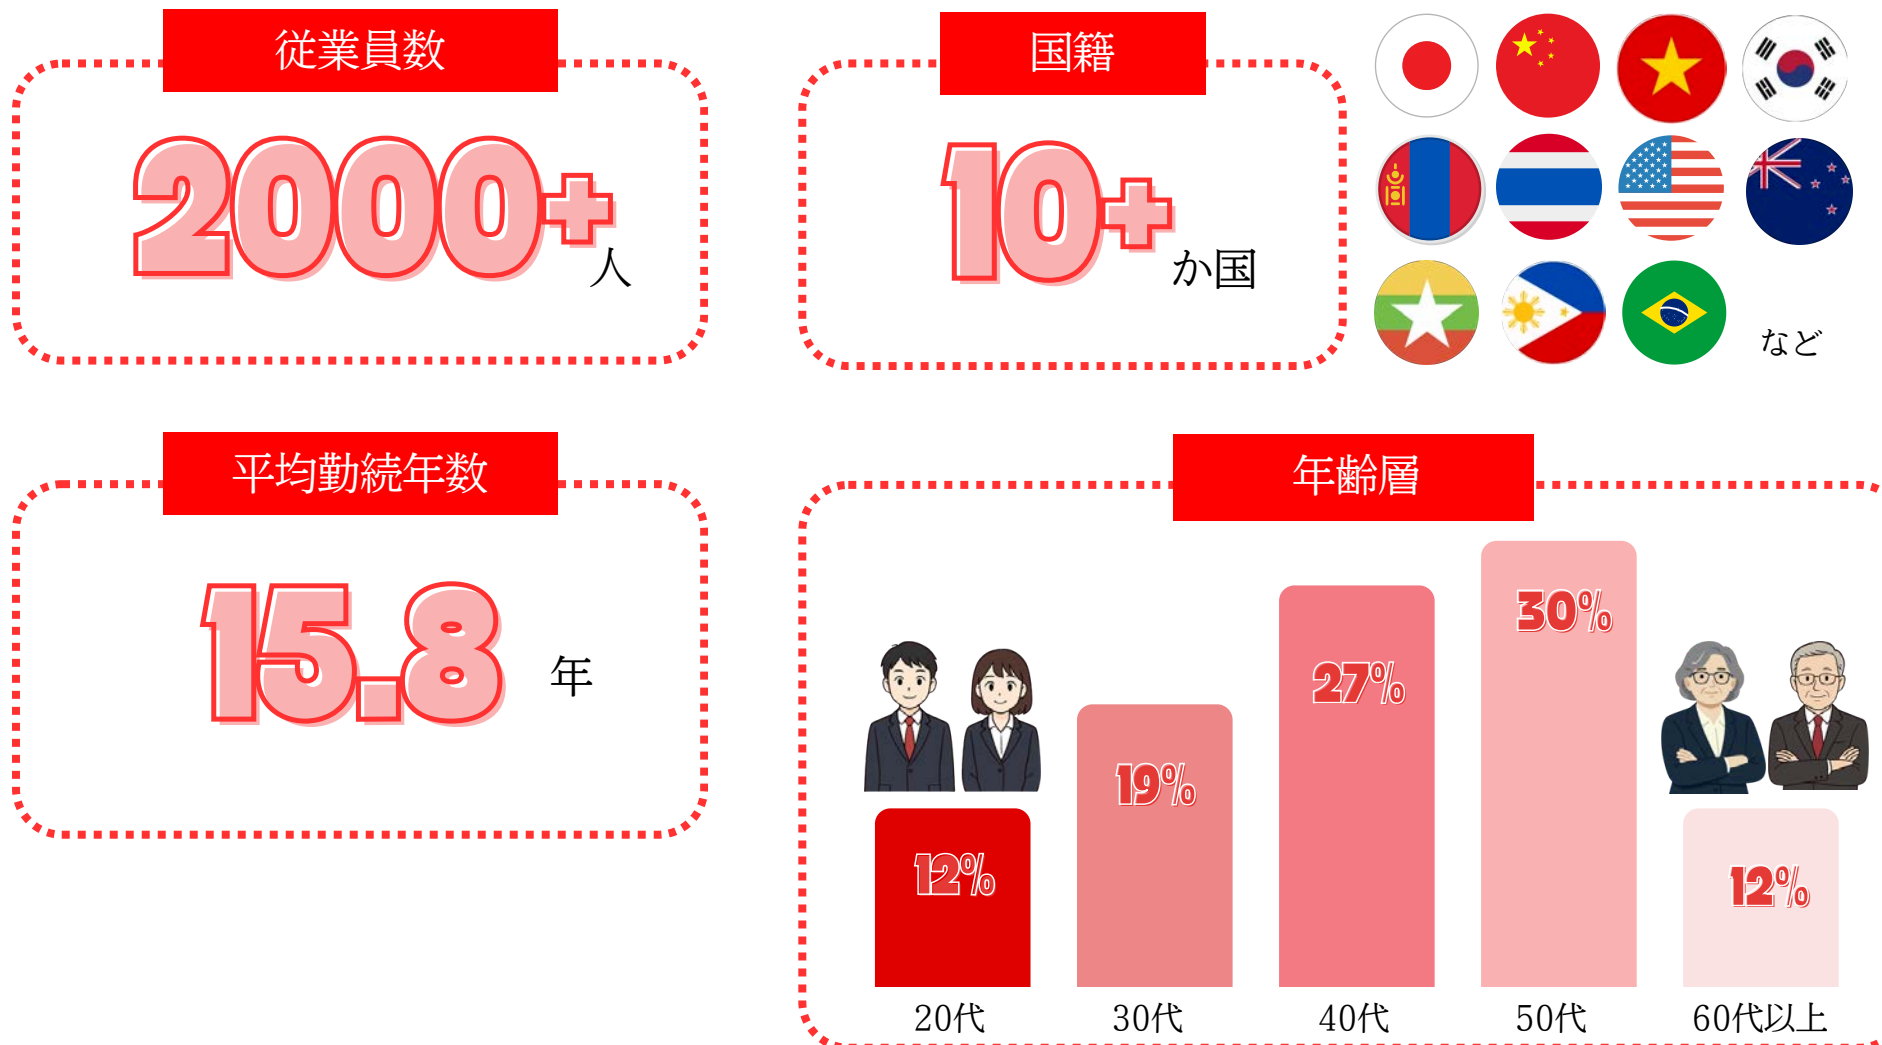 従業員数
2000+
人
国籍
10+
か国
など
平均勤続年数
15.8
年
年齢層
12%
19%
27%
30%
12%
20代
30代
40代
50代
60代以上